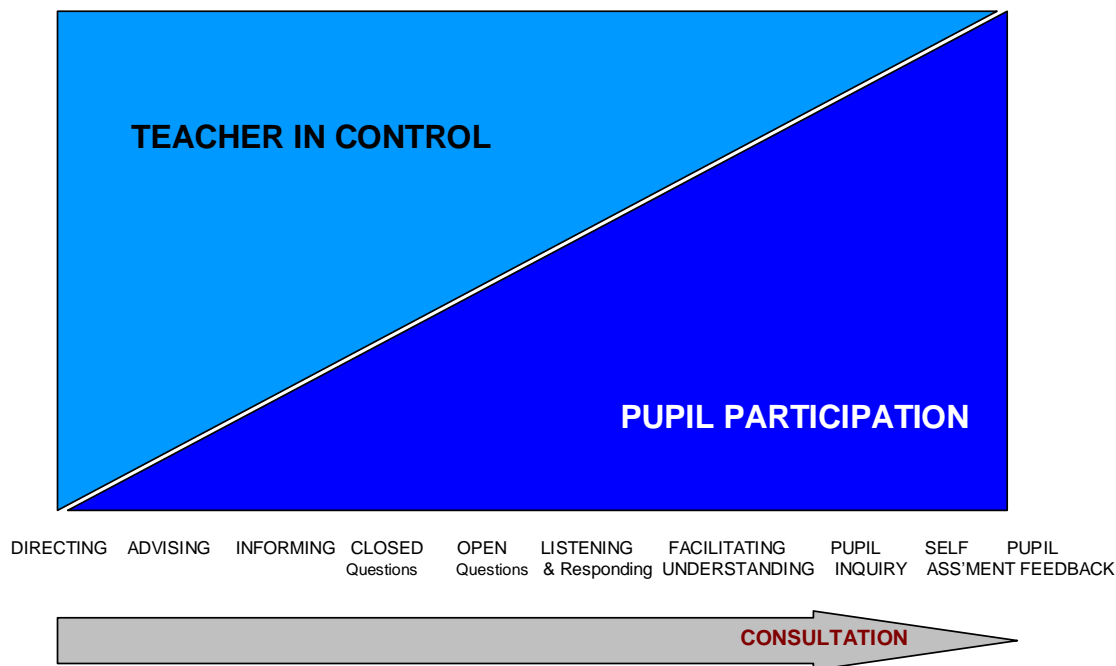 TEACHER IN CONTROL
PUPIL PARTICIPATION
DIRECTING ADVISING INFORMING CLOSED OPEN LISTENING FACILITATING PUPIL SELF PUPIL
Questions Questions & Responding UNDERSTANDING INQUIRY ASS'MENT FEEDBACK
CONSULTATION